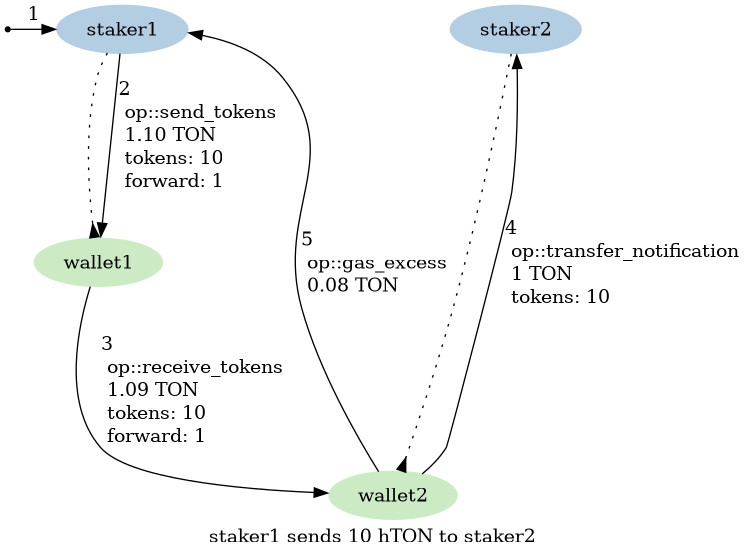 1
staker1
staker2
2
op::send_tokens
1.10 TON
tokens: 10
forward: 1
4
op::transfer_notification
1 TON
tokens: 10
5
op::gas_excess
0.08 TON
wallet1
3
op::receive_tokens
1.09 TON
tokens: 10
forward: 1
wallet2
staker1 sends 10 hTON to staker2